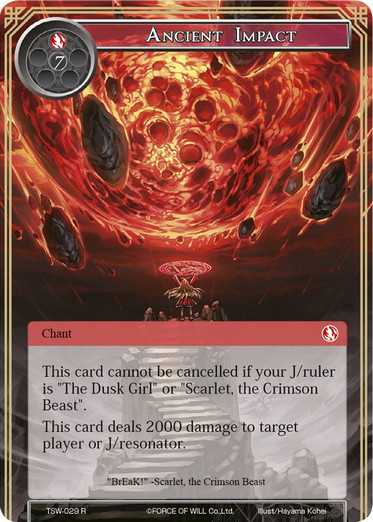 Ancient Impact
7
Chant
This card cannot be cancelled if your J/ruler
is "The Dusk Girl" or "Scarlet, the Crimson
Beast".
This card deals 2000 damage to target
player or J/resonator.
"BrEaK!" -Scarlet, the Crimson Beast
TSW-029 R ©FORCE OF WILL Co.,Ltd. Illust/Hayama Kohei